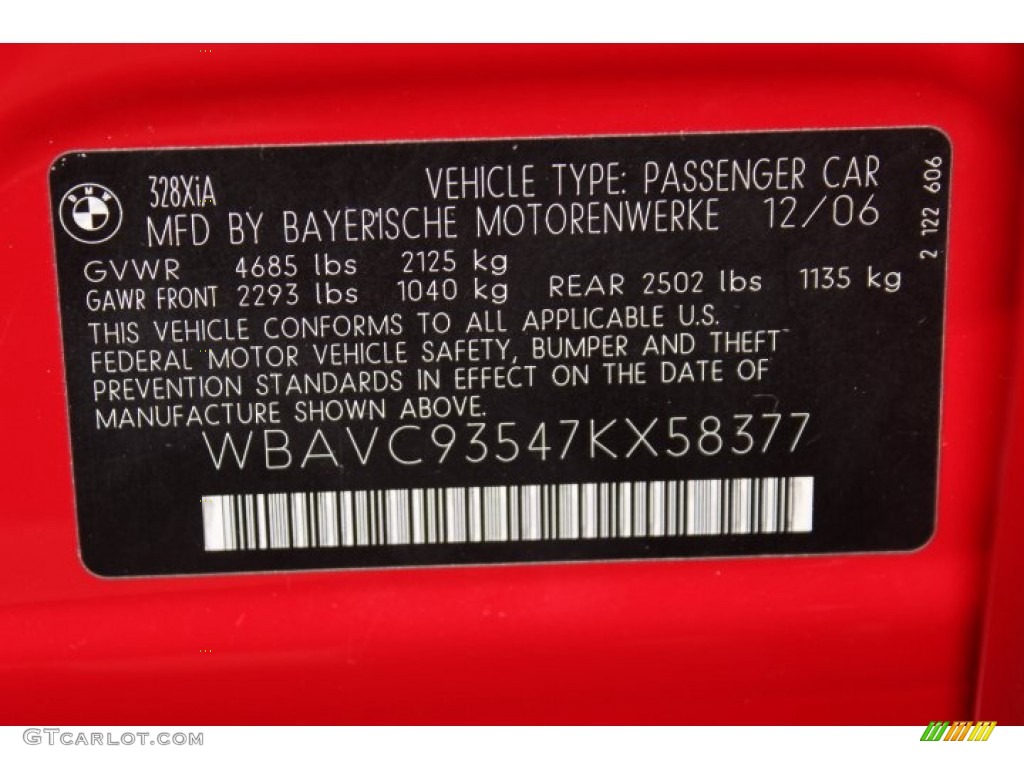 BMW
328XiA
VEHICLE TYPE: PASSENGER CAR
MFD BY BAYERISCHE MOTORENWERKE 12/06
2 122 606
GVWR 4685 lbs 2125 kg
GAWR FRONT 2293 lbs 1040 kg REAR 2502 lbs 1135 kg
THIS VEHICLE CONFORMS TO ALL APPLICABLE U.S.
FEDERAL MOTOR VEHICLE SAFETY, BUMPER AND THEFT
PREVENTION STANDARDS IN EFFECT ON THE DATE OF
MANUFACTURE SHOWN ABOVE.
WBAVC93547KX58377
GTCarLot.com